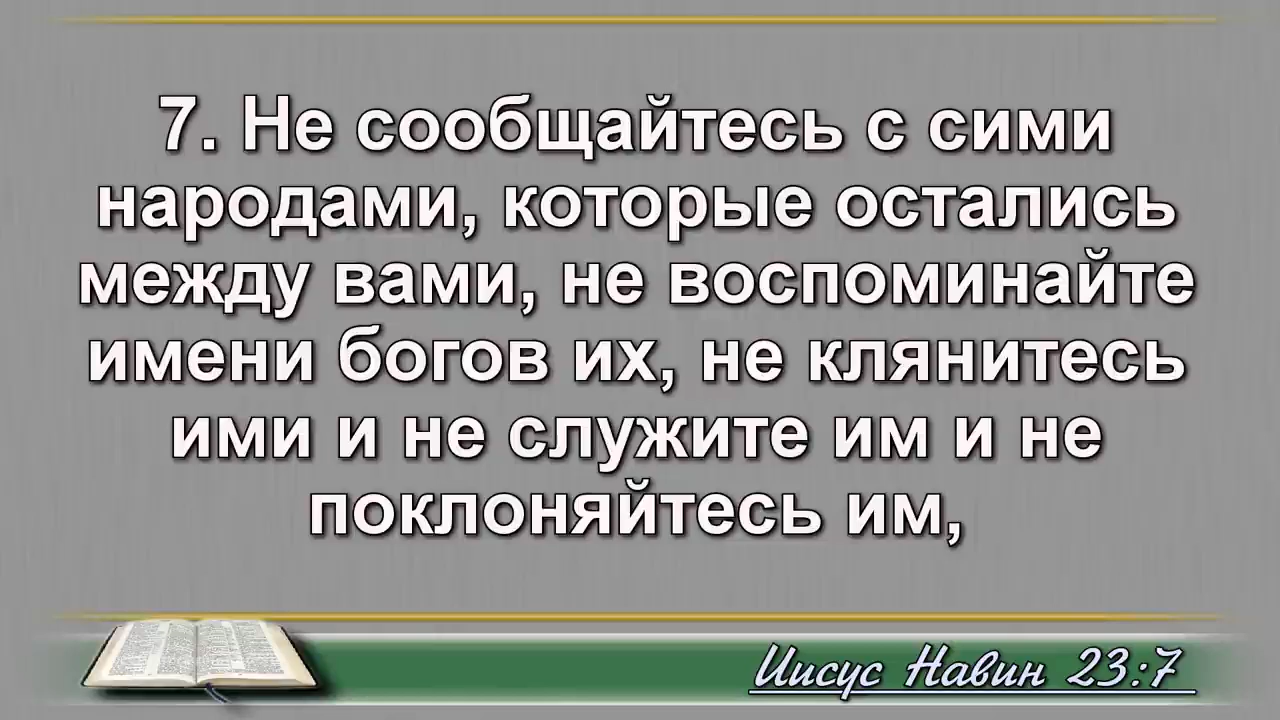 7. Не сообщайтесь с сими
народами, которые остались
между вами, не воспоминайте
имени богов их, не клянитесь
ими и не служите им и не
поклоняйтесь им,
Иисус Навин 23:7